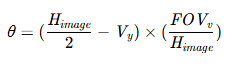 θ = (H_image / 2 − V_y) × (FOV_v / H_image)